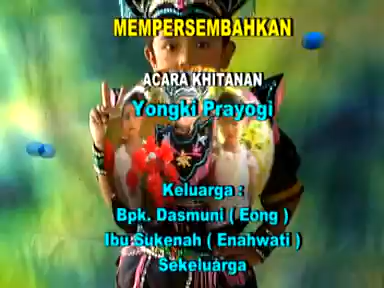 MEMPERSEMBAHKAN
ACARA KHITANAN
Yongki Prayogi
Keluarga :
Bpk. Dasmuni ( Eong )
Ibu Sukenah ( Enahwati )
Sekeluarga